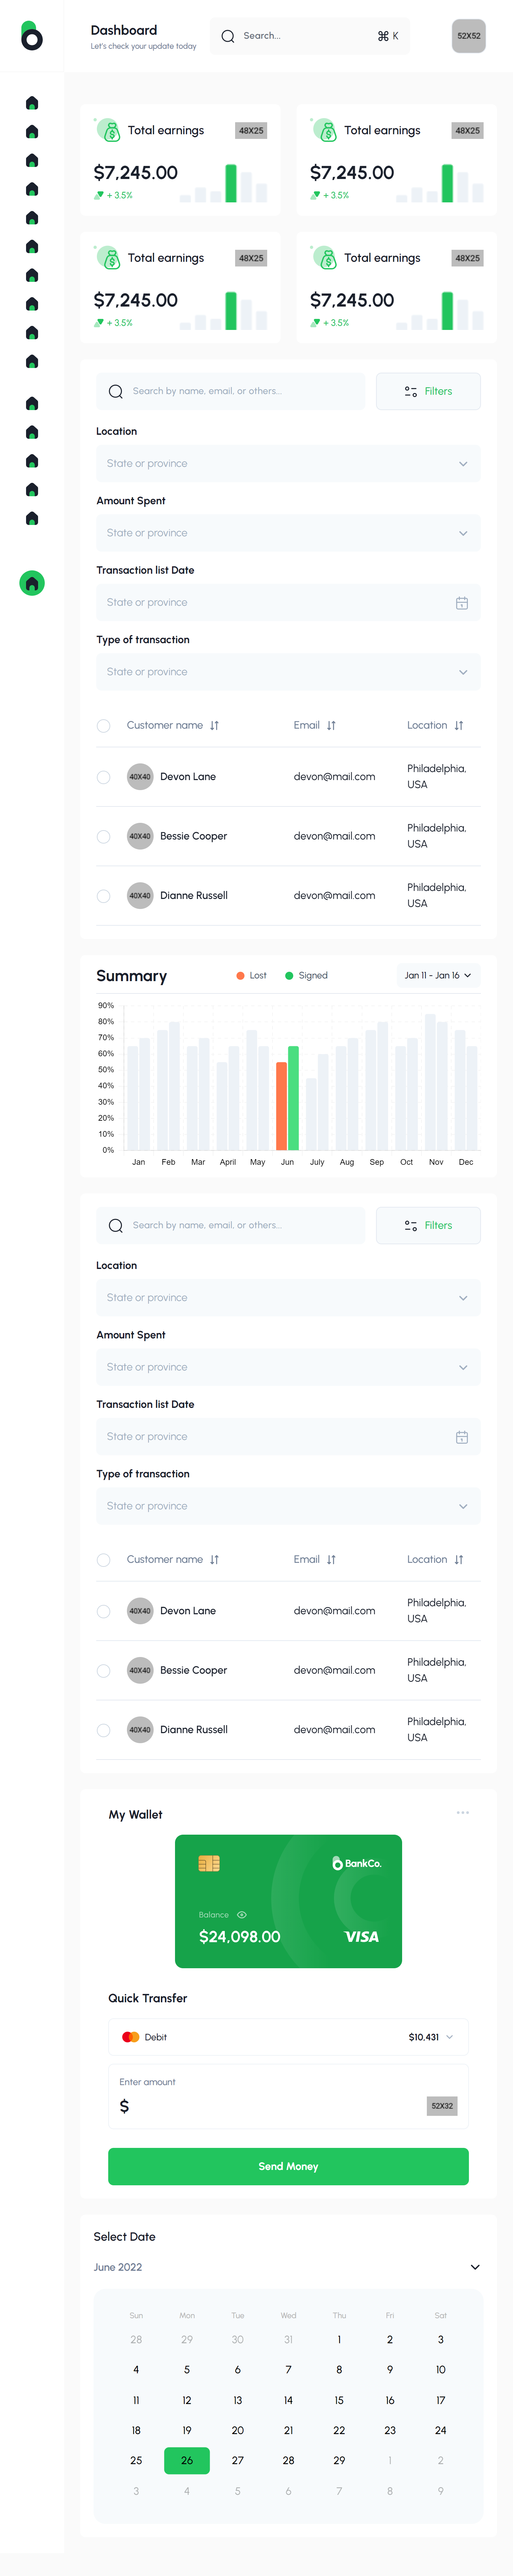 Dashboard
Let's check your update today
Search...
⌘ K
52X52
Total earnings
48X25
$7,245.00
+ 3.5%
Total earnings
48X25
$7,245.00
+ 3.5%
Total earnings
48X25
$7,245.00
+ 3.5%
Total earnings
48X25
$7,245.00
+ 3.5%
Search by name, email, or others...
Filters
Location
State or province
Amount Spent
State or province
Transaction list Date
State or province
Type of transaction
State or province
Customer name Email Location
40X40 Devon Lane devon@mail.com Philadelphia,
USA
40X40 Bessie Cooper devon@mail.com Philadelphia,
USA
40X40 Dianne Russell devon@mail.com Philadelphia,
USA
Summary
Lost
Signed
Jan 11 - Jan 16
90%
80%
70%
60%
50%
40%
30%
20%
10%
0%
Jan Feb Mar April May Jun July Aug Sep Oct Nov Dec
Search by name, email, or others...
Filters
Location
State or province
Amount Spent
State or province
Transaction list Date
State or province
Type of transaction
State or province
Customer name Email Location
40X40 Devon Lane devon@mail.com Philadelphia,
USA
40X40 Bessie Cooper devon@mail.com Philadelphia,
USA
40X40 Dianne Russell devon@mail.com Philadelphia,
USA
My Wallet
BankCo.
Balance
$24,098.00
VISA
Quick Transfer
Debit $10,431
Enter amount
$
52X32
Send Money
Select Date
June 2022
Sun Mon Tue Wed Thu Fri Sat
28 29 30 31 1 2 3
4 5 6 7 8 9 10
11 12 13 14 15 16 17
18 19 20 21 22 23 24
25 26 27 28 29 1 2
3 4 5 6 7 8 9